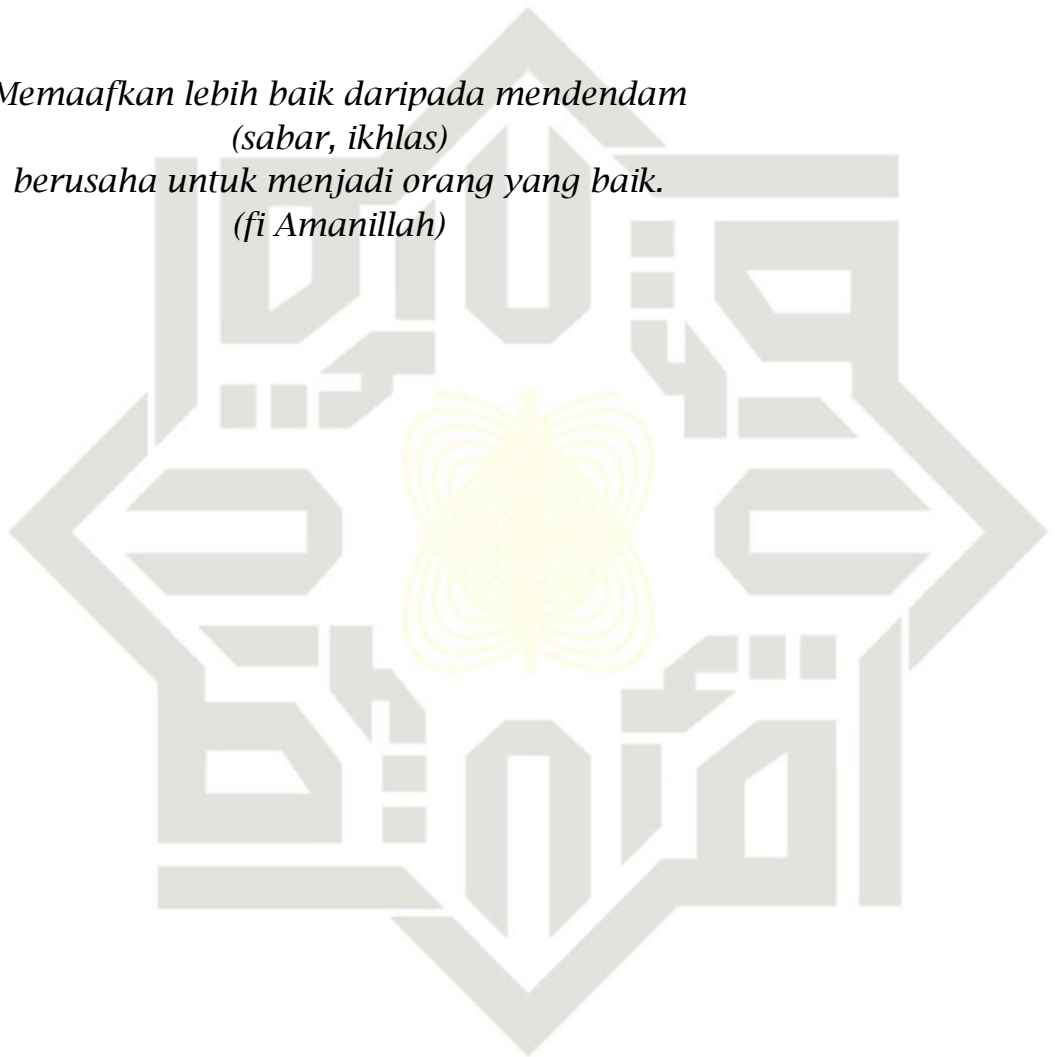 Memaafkan lebih baik daripada mendendam
(sabar, ikhlas)
berusaha untuk menjadi orang yang baik.
(fi Amanillah)